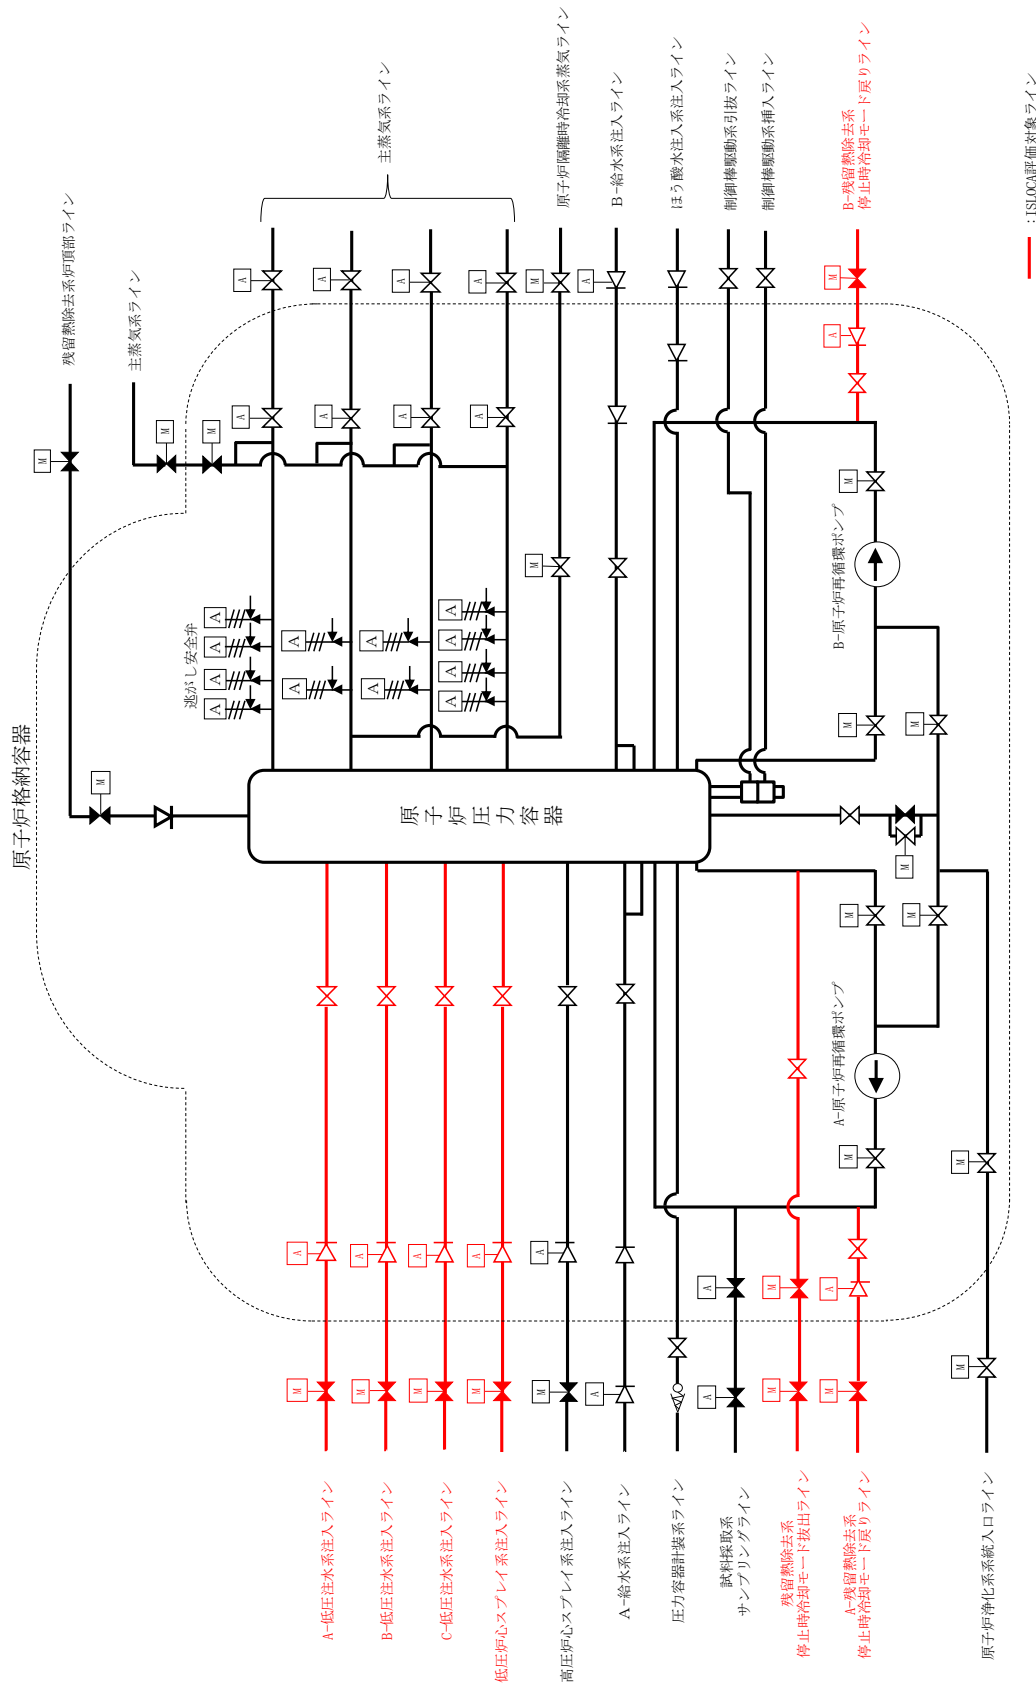 原子炉格納容器
残留熱除去系炉頂部ライン
主蒸気系ライン
主蒸気系ライン
原子炉隔離時冷却系蒸気ライン
B-給水系注入ライン
ほう酸水注入系注入ライン
制御棒駆動系引抜ライン
制御棒駆動系挿入ライン
B-残留熱除去系
停止時冷却モード戻りライン
:ISLOCA評価対象ライン
M
M
A
A
A
A
M
A
M
A
M
M
A
A
A
A
M
M
逃がし安全弁
A
A
A
A
A
A
A
A
A
A
A
A
B-原子炉再循環ポンプ
M
M
M
原子炉圧力容器
M
M
M
A-原子炉再循環ポンプ
M
M
A
A
A
A
A
A
M
A
M
M
M
M
M
A
A
M
M
M
A-低圧注水系注入ライン
B-低圧注水系注入ライン
C-低圧注水系注入ライン
低圧炉心スプレイ系注入ライン
高圧炉心スプレイ系注入ライン
A-給水系注入ライン
圧力容器計装系ライン
試料採取系
サンプリングライン
残留熱除去系
停止時冷却モード抜出ライン
A-残留熱除去系
停止時冷却モード戻りライン
原子炉浄化系系統入口ライン